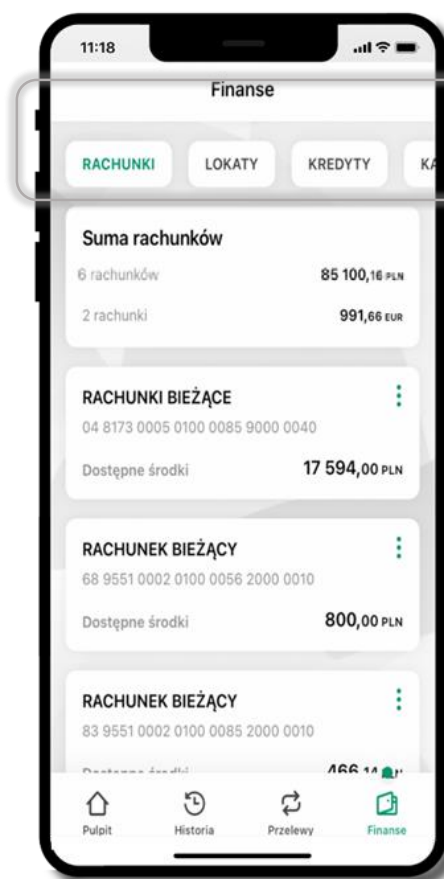 11:18
Finanse
RACHUNKI LOKATY KREDYTY
Suma rachunków
6 rachunków 85 100,16 PLN
2 rachunki 991,66 EUR
RACHUNKI BIEŻĄCE
04 8173 0005 0100 0085 9000 0040
Dostępne środki 17 594,00 PLN
RACHUNEK BIEŻĄCY
68 9551 0002 0100 0056 2000 0010
Dostępne środki 800,00 PLN
RACHUNEK BIEŻĄCY
83 9551 0002 0100 0085 2000 0010
Pulpit Historia Przelewy Finanse